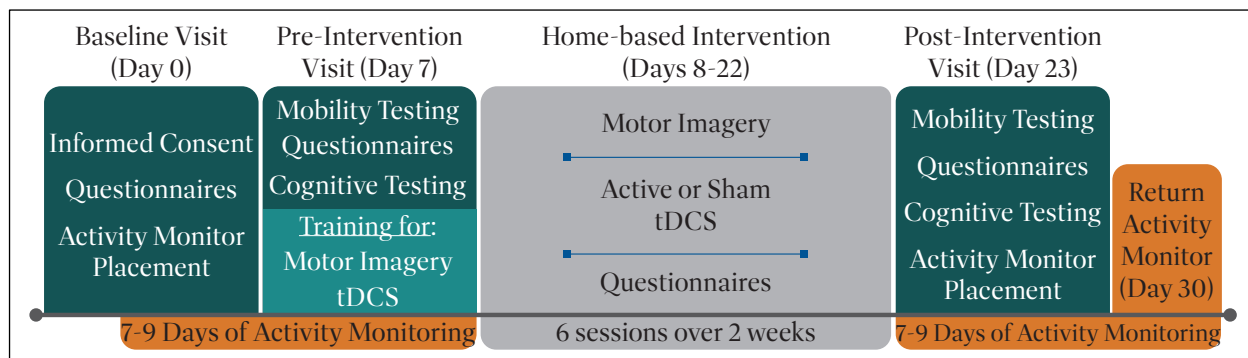 Baseline Visit
(Day 0)
Informed Consent
Questionnaires
Activity Monitor
Placement
Pre-Intervention
Visit (Day 7)
Mobility Testing
Questionnaires
Cognitive Testing
Training for:
Motor Imagery
tDCS
7-9 Days of Activity Monitoring
Home-based Intervention
(Days 8-22)
Motor Imagery
Active or Sham
tDCS
Questionnaires
6 sessions over 2 weeks
Post-Intervention
Visit (Day 23)
Mobility Testing
Questionnaires
Cognitive Testing
Activity Monitor
Placement
Return
Activity
Monitor
(Day 30)
7-9 Days of Activity Monitoring